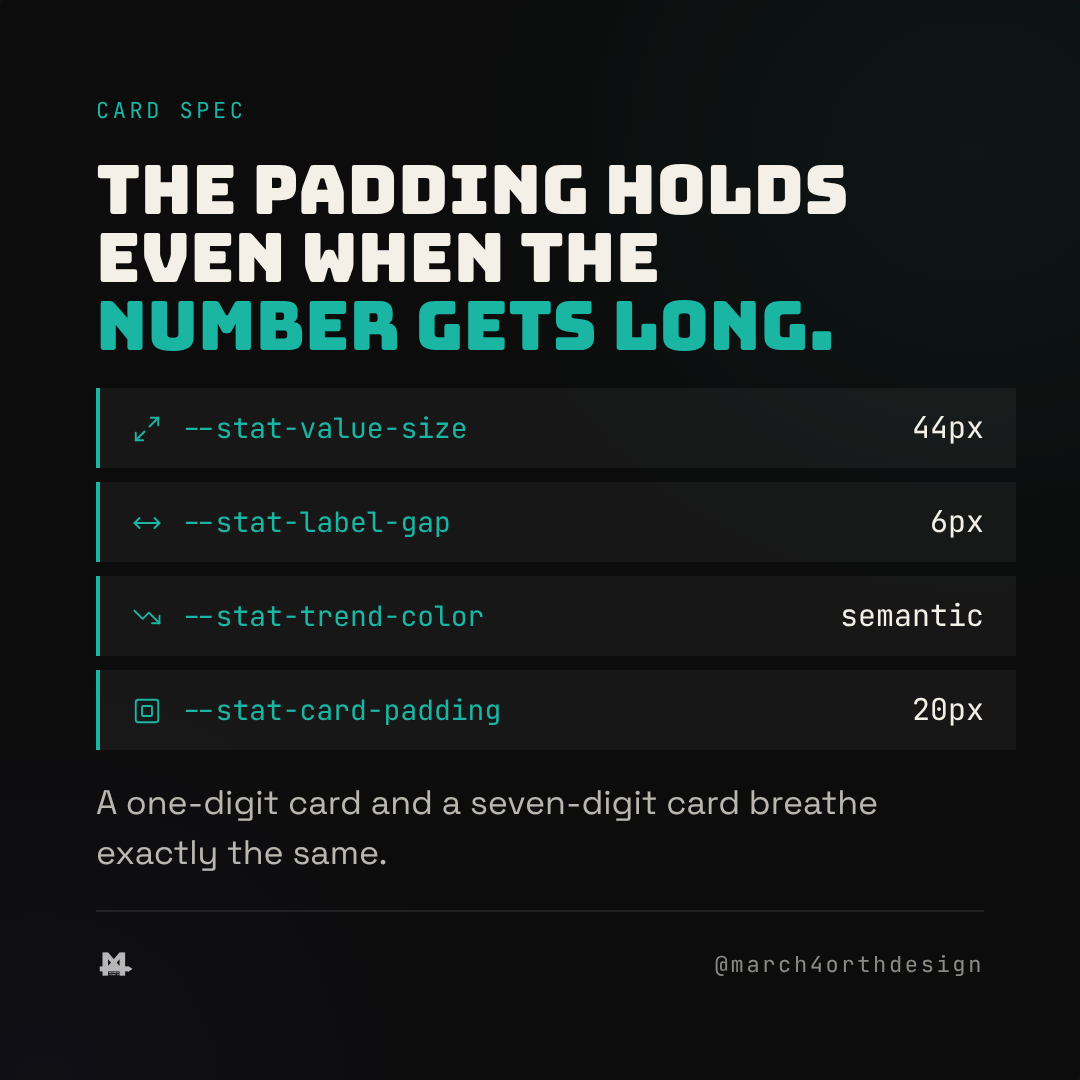 CARD SPEC
THE PADDING HOLDS
EVEN WHEN THE
NUMBER GETS LONG.
--stat-value-size 44px
--stat-label-gap 6px
--stat-trend-color semantic
--stat-card-padding 20px
A one-digit card and a seven-digit card breathe
exactly the same.
@march4orthdesign